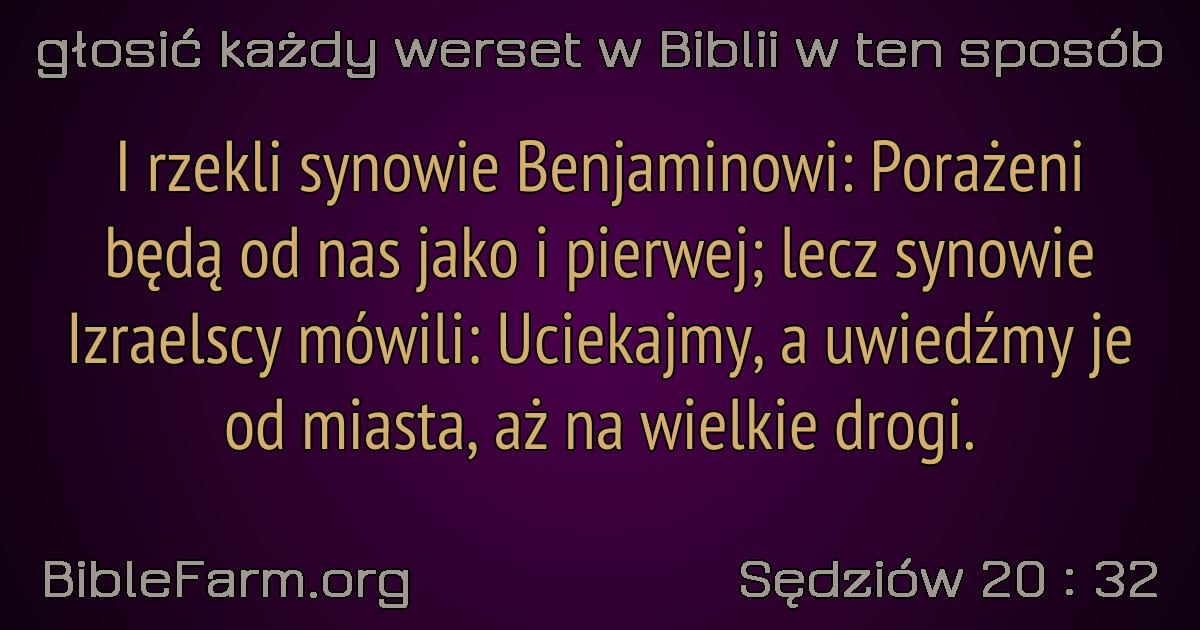 głosić każdy werset w Biblii w ten sposób
I rzekli synowie Benjaminowi: Porażeni
będą od nas jako i pierwej; lecz synowie
Izraelscy mówili: Uciekajmy, a uwiedźmy je
od miasta, aż na wielkie drogi.
BibleFarm.org
Sędziów 20 : 32